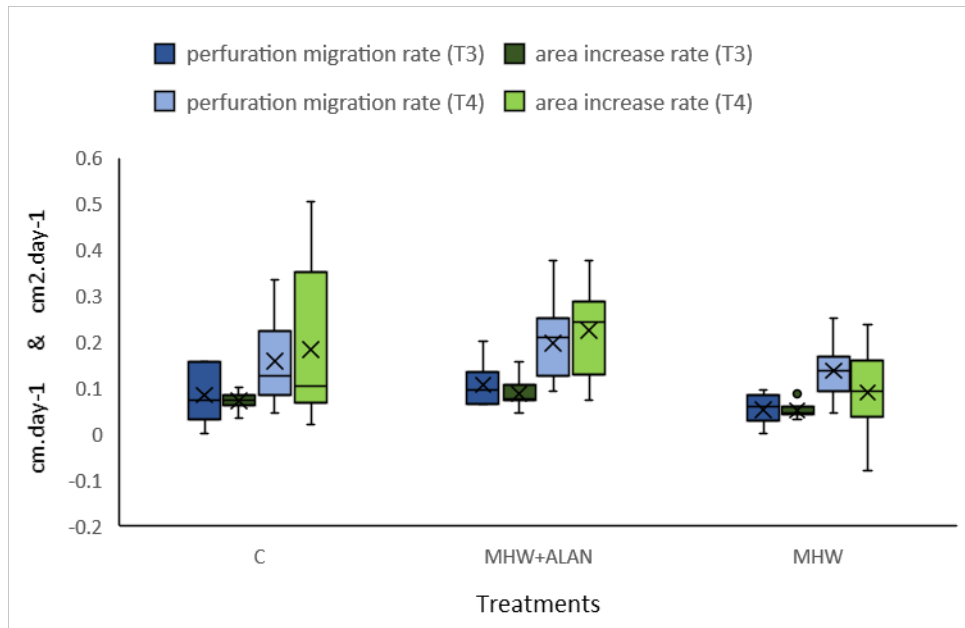 perfuration migration rate (T3) area increase rate (T3)
perfuration migration rate (T4) area increase rate (T4)
cm.day-1 & cm2.day-1
0.6
0.5
0.4
0.3
0.2
0.1
0
-0.1
-0.2
C MHW+ALAN MHW
Treatments